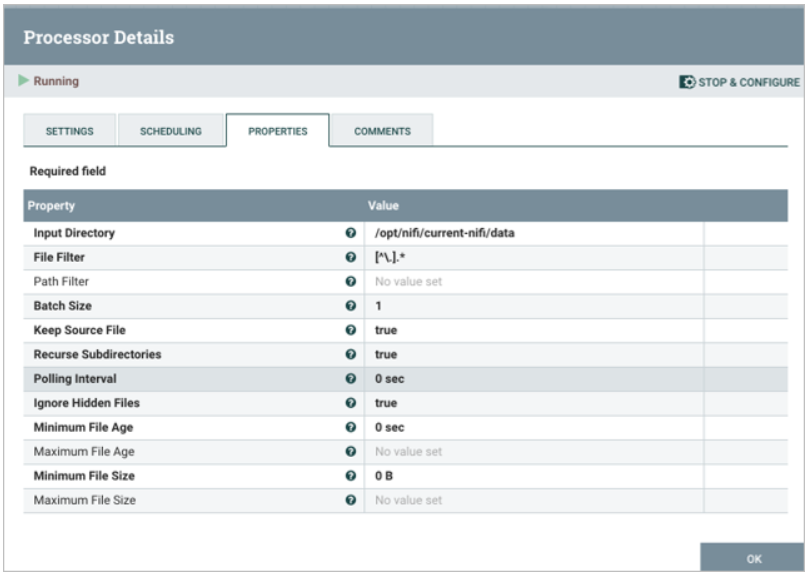 Processor Details
Running
STOP & CONFIGURE
SETTINGS SCHEDULING PROPERTIES COMMENTS
Required field
Property Value
Input Directory ? /opt/nifi/current-nifi/data
File Filter ? [^\.].*
Path Filter ? No value set
Batch Size ? 1
Keep Source File ? true
Recurse Subdirectories ? true
Polling Interval ? 0 sec
Ignore Hidden Files ? true
Minimum File Age ? 0 sec
Maximum File Age ? No value set
Minimum File Size ? 0 B
Maximum File Size ? No value set
OK